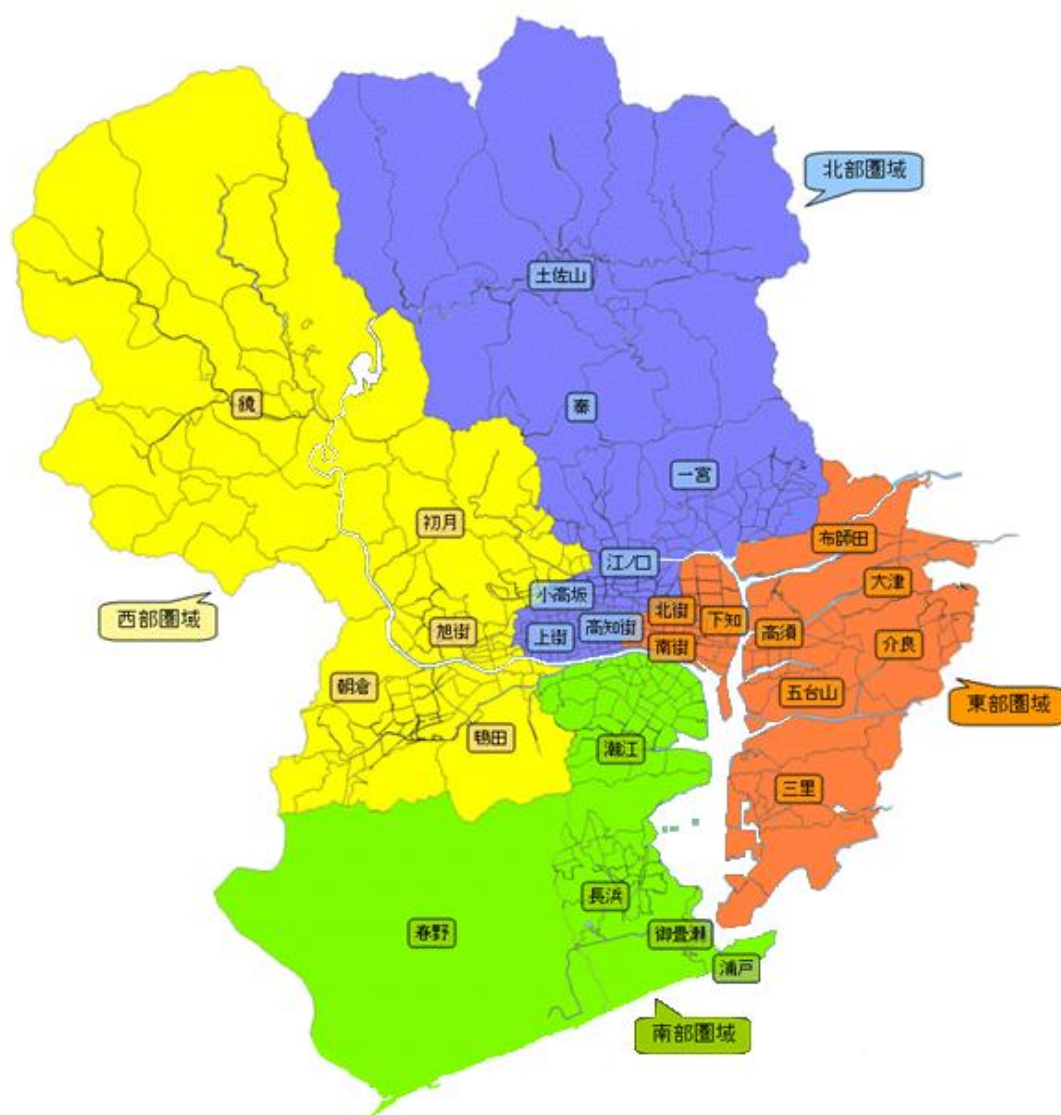 北部圏域
土佐山
秦
鏡
一宮
初月
布師田
江ノ口
大津
小高坂
西部圏域
北街
下知
旭街
上街
高知街
高須
南街
介良
朝倉
五台山
東部圏域
鴨田
潮江
三里
長浜
春野
御畳瀬
浦戸
南部圏域